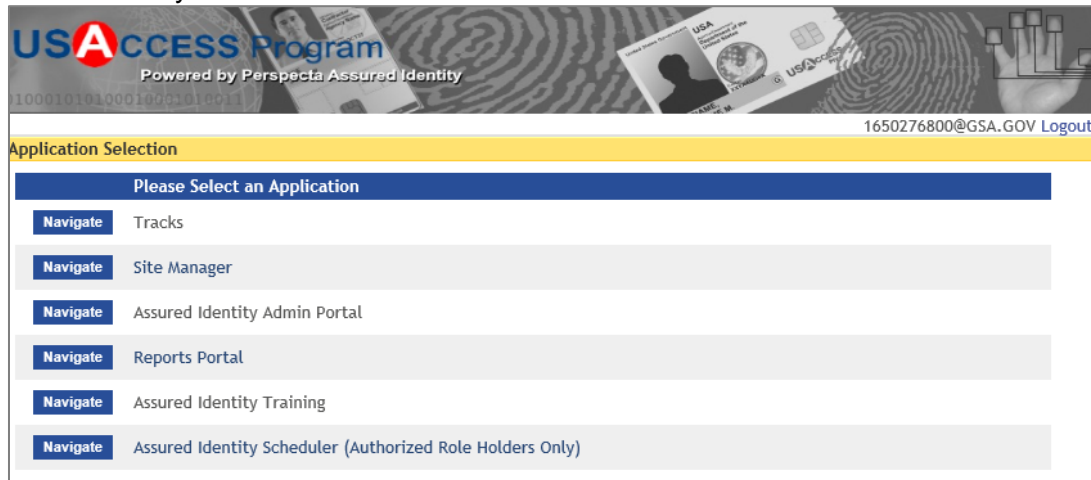 USACCESS Program
Powered by Perspecta Assured Identity
USA
1650276800@GSA.GOV Logout
Application Selection
Please Select an Application
Navigate Tracks
Navigate Site Manager
Navigate Assured Identity Admin Portal
Navigate Reports Portal
Navigate Assured Identity Training
Navigate Assured Identity Scheduler (Authorized Role Holders Only)